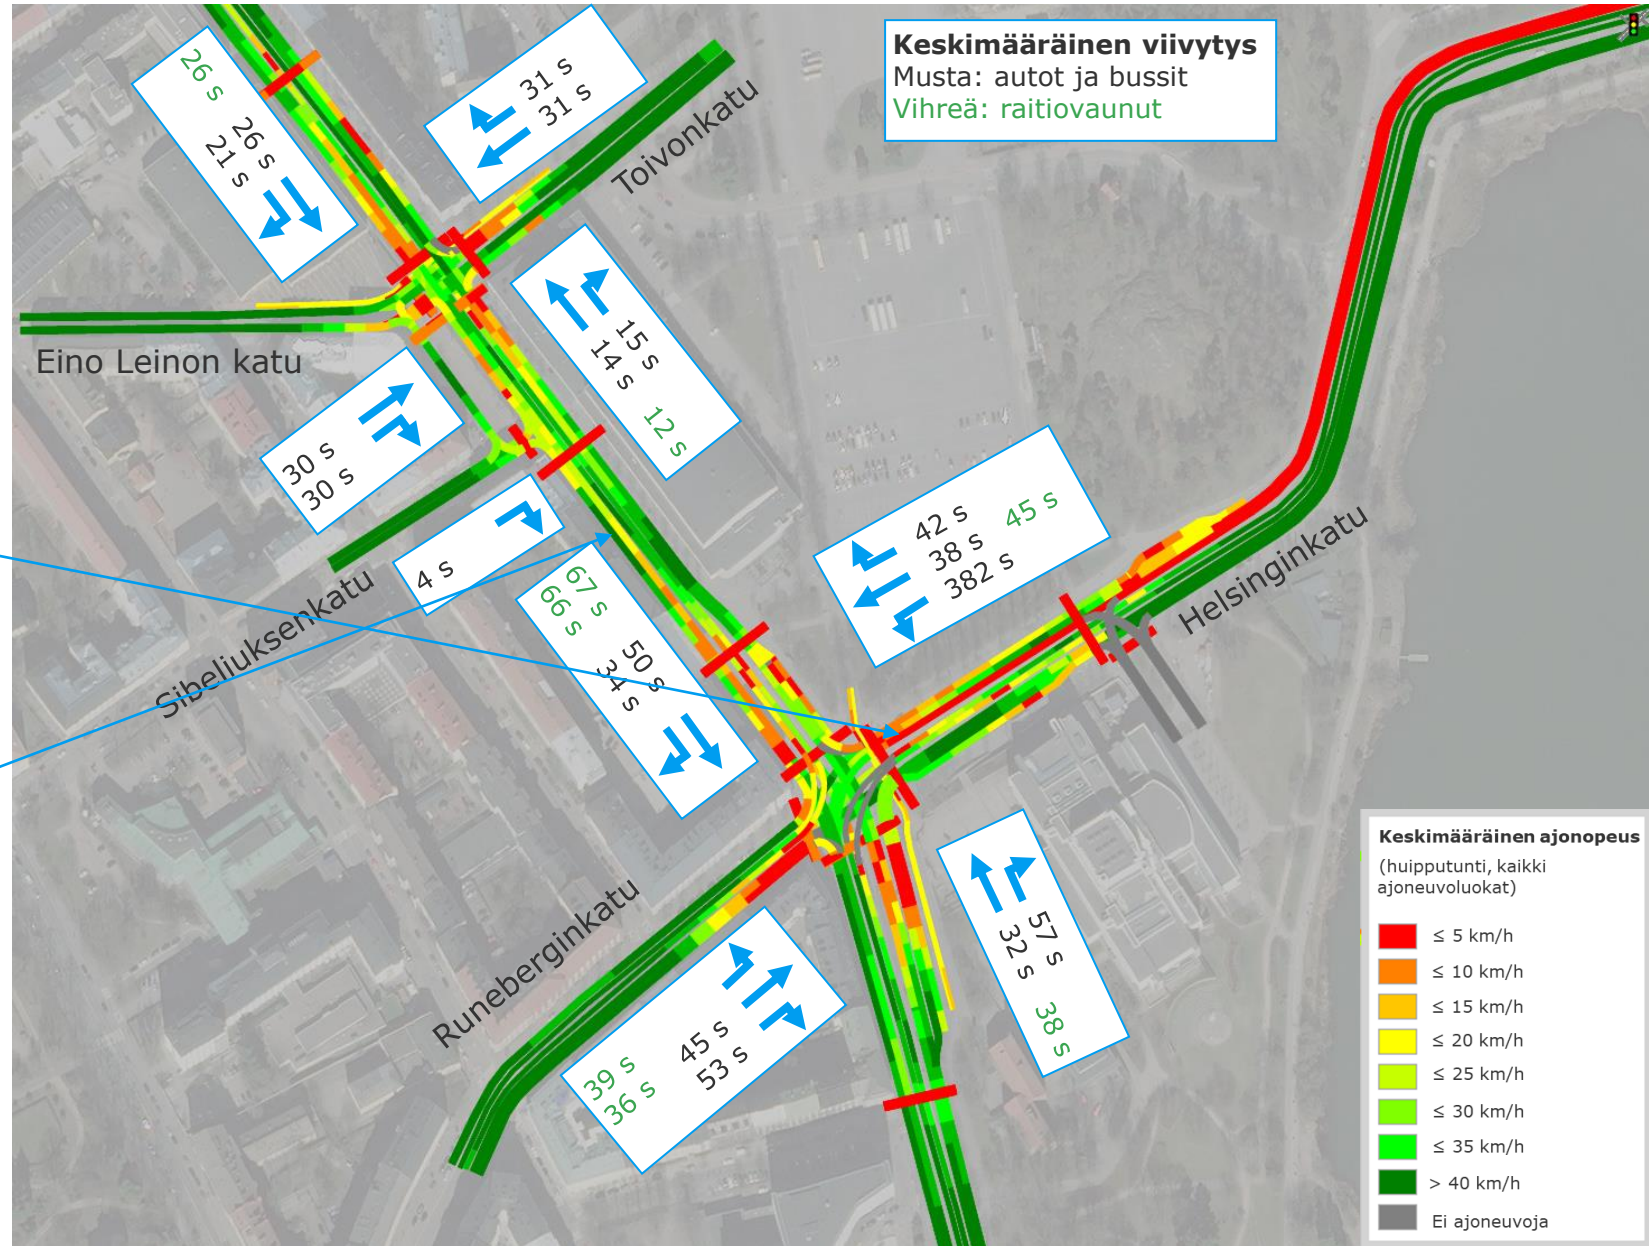 Keskimääräinen viivytys
Musta: autot ja bussit
Vihreä: raitiovaunut
26 s
26 s
21 s
31 s
31 s
Toivonkatu
15 s
14 s
12 s
Eino Leinon katu
30 s
30 s
4 s
Sibeliuksenkatu
42 s
38 s
45 s
382 s
Helsinginkatu
67 s
66 s
50 s
34 s
57 s
32 s
38 s
Runeberginkatu
39 s
36 s
45 s
53 s
Keskimääräinen ajonopeus
(huipputunti, kaikki
ajoneuvoluokat)
≤ 5 km/h
≤ 10 km/h
≤ 15 km/h
≤ 20 km/h
≤ 25 km/h
≤ 30 km/h
≤ 35 km/h
> 40 km/h
Ei ajoneuvoja